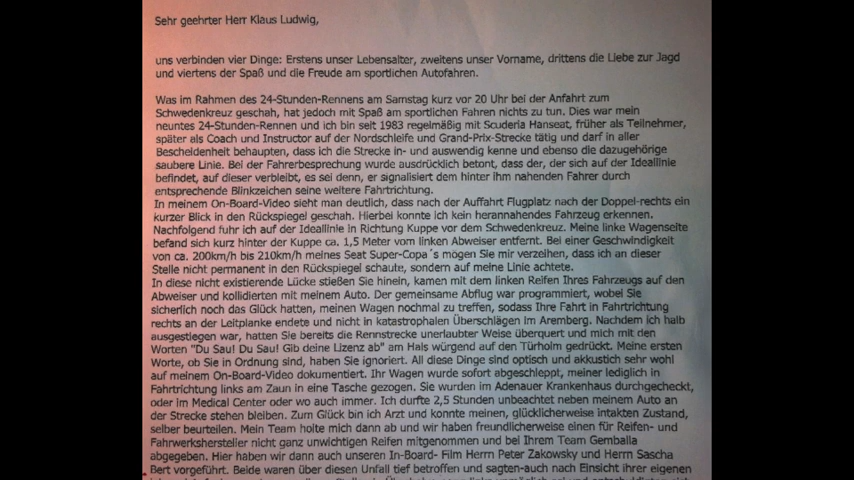 Sehr geehrter Herr Klaus Ludwig,
uns verbinden vier Dinge: Erstens unser Lebensalter, zweitens unser Vorname, drittens die Liebe zur Jagd
und viertens der Spaß und die Freude am sportlichen Autofahren.
Was im Rahmen des 24-Stunden-Rennens am Samstag kurz vor 20 Uhr bei der Anfahrt zum
Schwedenkreuz geschah, hat jedoch mit Spaß am sportlichen Fahren nichts zu tun. Dies war mein
neuntes 24-Stunden-Rennen und ich bin seit 1983 regelmäßig mit Scuderia Hanseat, früher als Teilnehmer,
später als Coach und Instructor auf der Nordschleife und Grand-Prix-Strecke tätig und darf in aller
Bescheidenheit behaupten, dass ich die Strecke in- und auswendig kenne und ebenso die dazugehörige
saubere Linie. Bei der Fahrerbesprechung wurde ausdrücklich betont, dass der, der sich auf der Ideallinie
befindet, auf dieser verbleibt, es sei denn, er signalisiert dem hinter ihm nahenden Fahrer durch
entsprechende Blinkzeichen seine weitere Fahrtrichtung.
In meinem On-Board-Video sieht man deutlich, dass nach der Auffahrt Flugplatz nach der Doppel-rechts ein
kurzer Blick in den Rückspiegel geschah. Hierbei konnte ich kein herannahendes Fahrzeug erkennen.
Nachfolgend fuhr ich auf der Ideallinie in Richtung Kuppe vor dem Schwedenkreuz. Meine linke Wagenseite
befand sich kurz hinter der Kuppe ca. 1,5 Meter vom linken Abweiser entfernt. Bei einer Geschwindigkeit
von ca. 200km/h bis 210km/h meines Seat Super-Copa´s mögen Sie mir verzeihen, dass ich an dieser
Stelle nicht permanent in den Rückspiegel schaute, sondern auf meine Linie achtete.
In diese nicht existierende Lücke stießen Sie hinein, kamen mit dem linken Reifen Ihres Fahrzeugs auf den
Abweiser und kollidierten mit meinem Auto. Der gemeinsame Abflug war programmiert, wobei Sie
sicherlich noch das Glück hatten, meinen Wagen nochmal zu treffen, sodass Ihre Fahrt in Fahrtrichtung
rechts an der Leitplanke endete und nicht in katastrophalen Überschlägen im Aremberg. Nachdem ich halb
ausgestiegen war, hatten Sie bereits die Rennstrecke unerlaubter Weise überquert und mich mit den
Worten "Du Sau! Du Sau! Gib deine Lizenz ab" am Hals würgend auf den Türholm gedrückt. Meine ersten
Worte, ob Sie in Ordnung sind, haben Sie ignoriert. All diese Dinge sind optisch und akkustisch sehr wohl
auf meinem On-Board-Video dokumentiert. Ihr Wagen wurde sofort abgeschleppt, meiner lediglich in
Fahrtrichtung links am Zaun in eine Tasche gezogen. Sie wurden im Adenauer Krankenhaus durchgecheckt,
oder im Medical Center oder wo auch immer. Ich durfte 2,5 Stunden unbeachtet neben meinem Auto an
der Strecke stehen bleiben. Zum Glück bin ich Arzt und konnte meinen, glücklicherweise intakten Zustand,
selber beurteilen. Mein Team holte mich dann ab und wir haben freundlicherweise einen für Reifen- und
Fahrwerkshersteller nicht ganz unwichtigen Reifen mitgenommen und bei Ihrem Team Gemballa
abgegeben. Hier haben wir dann auch unseren In-Board- Film Herrn Peter Zakowsky und Herrn Sascha
Bert vorgeführt. Beide waren über diesen Unfall tief betroffen und sagten-auch nach Einsicht ihrer eigenen